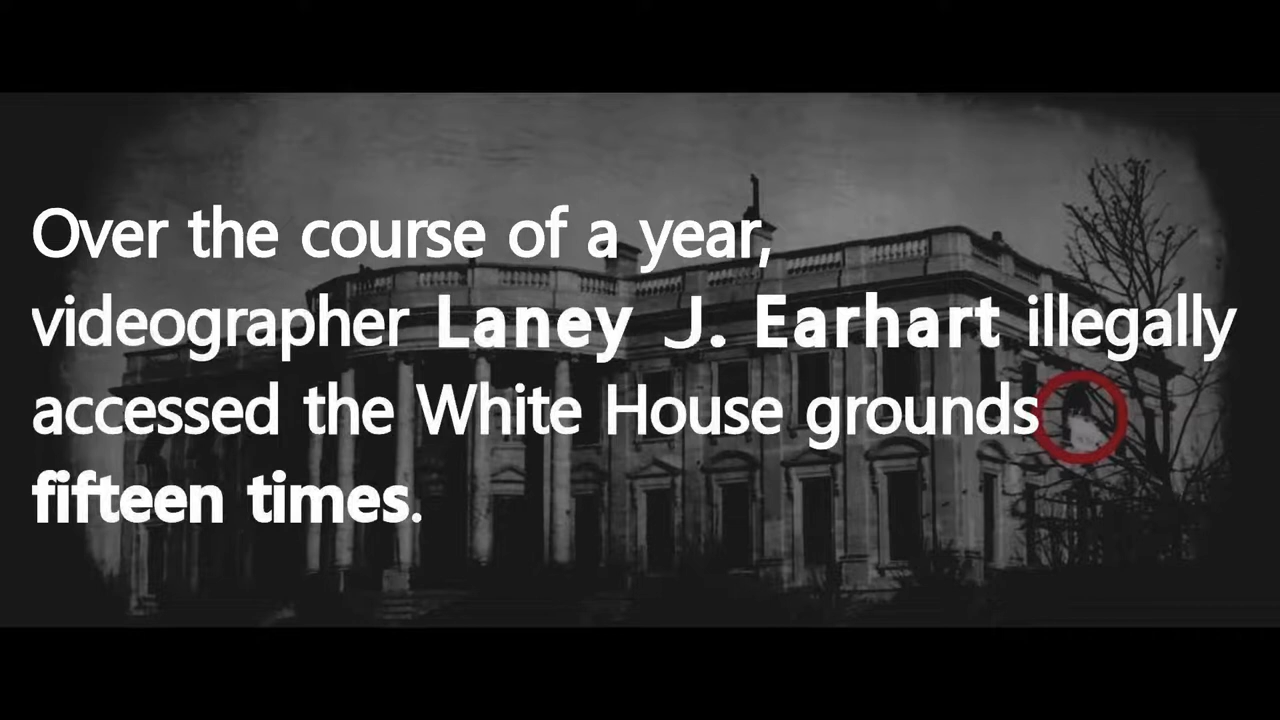 Over the course of a year,
videographer Laney J. Earhart illegally
accessed the White House grounds
fifteen times.